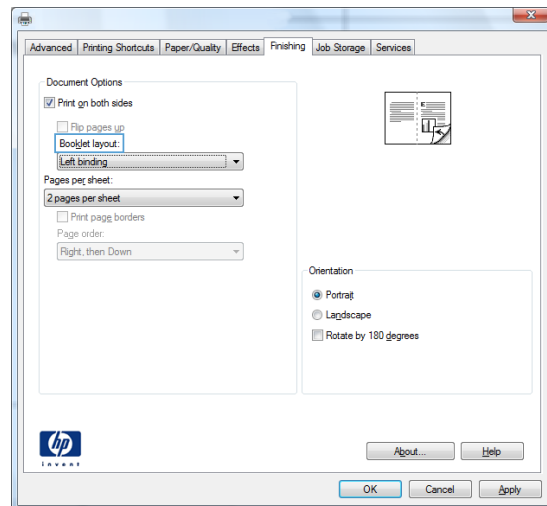 Advanced Printing Shortcuts Paper/Quality Effects Finishing Job Storage Services
Document Options
Print on both sides
Flip pages up
Booklet layout:
Left binding
Pages per sheet:
2 pages per sheet
Print page borders
Page order:
Right, then Down
Orientation
Portrait
Landscape
Rotate by 180 degrees
hp
invent
About... Help
OK Cancel Apply